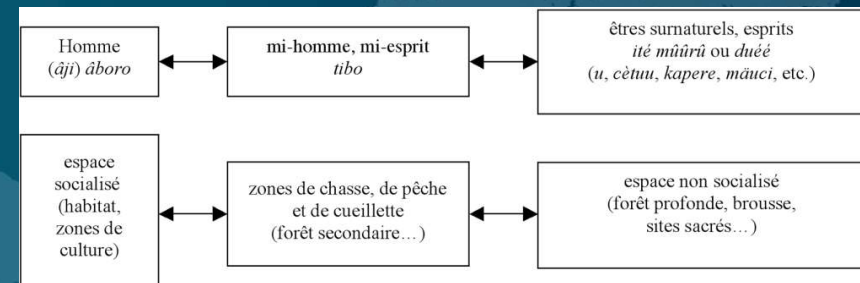 Homme
(âji) âboro
mi-homme, mi-esprit
tibo
êtres surnaturels, esprits
ité mûûrû ou duéé
(u, cètuu, kapere, mäuci, etc.)
espace
socialisé
(habitat,
zones de
culture)
zones de chasse, de pêche
et de cueillette
(forêt secondaire…)
espace non socialisé
(forêt profonde, brousse,
sites sacrés…)